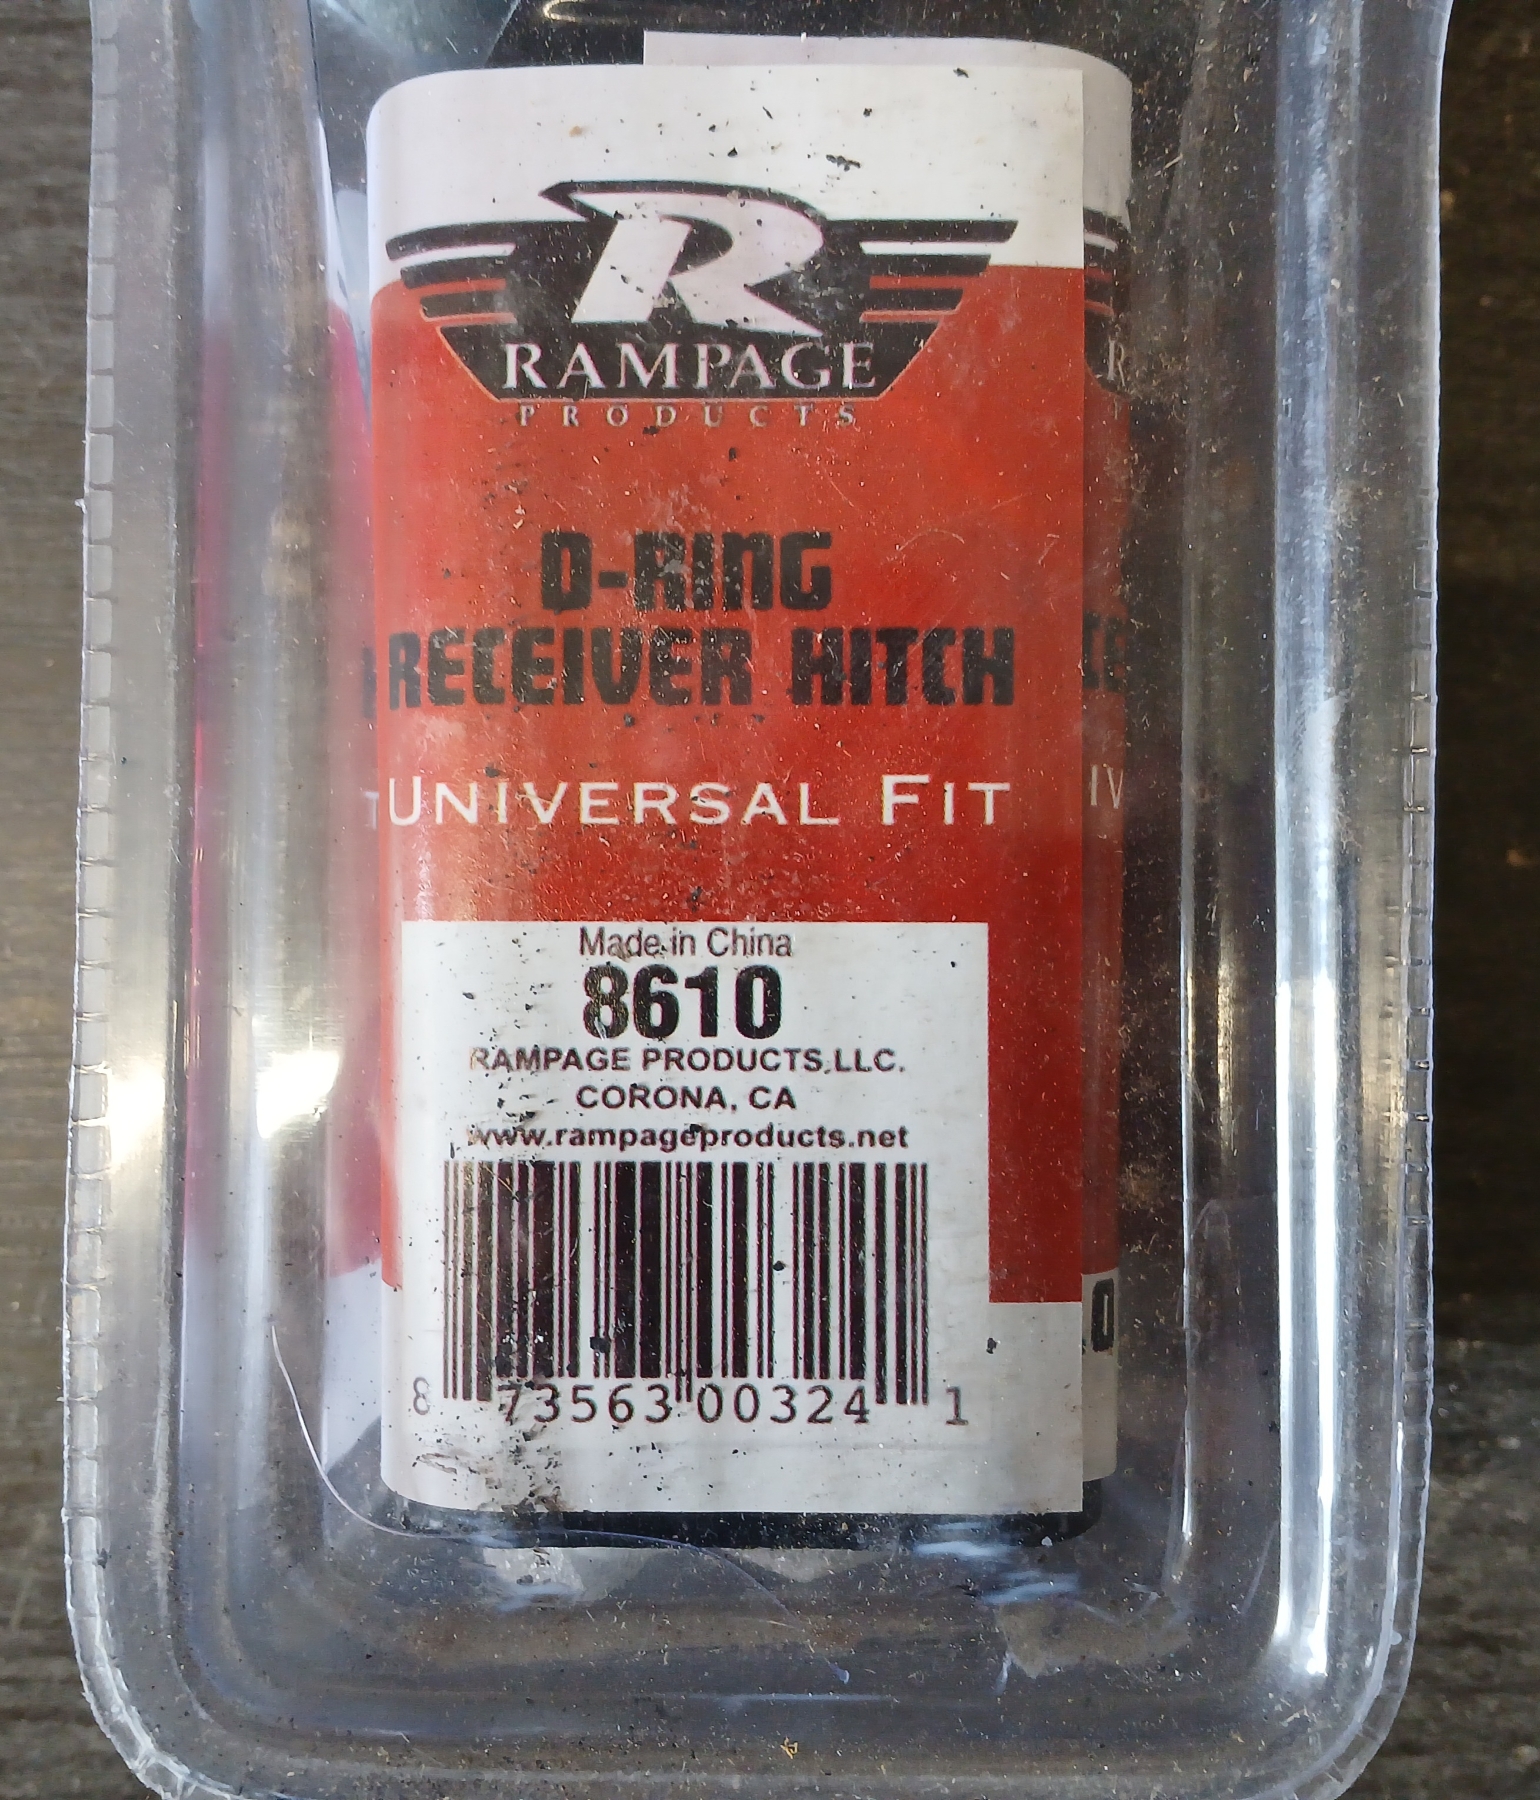 R
RAMPAGE
PRODUCTS
D-RING
RECEIVER HITCH
UNIVERSAL FIT
Made in China
8610
RAMPAGE PRODUCTS,LLC.
CORONA, CA
www.rampageproducts.net
8 73563 00324 1